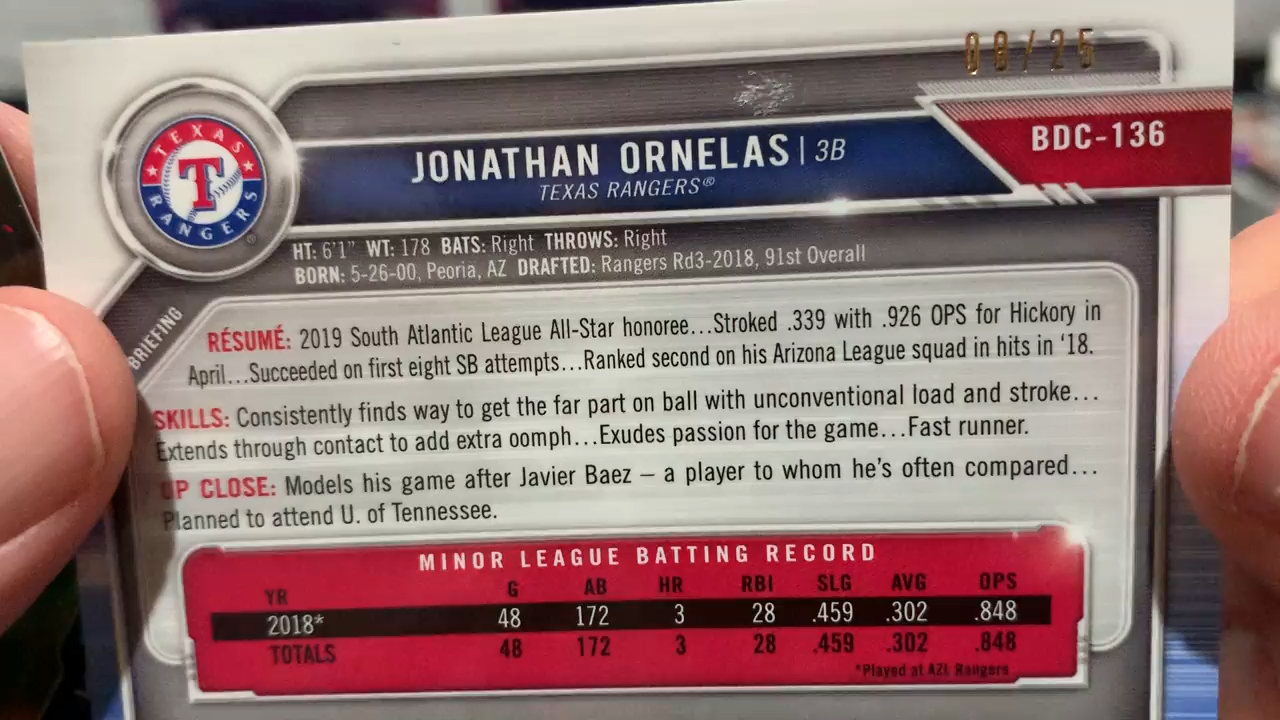 08/25
BDC-136
TEXAS
T
RANGERS®
JONATHAN ORNELAS | 3B
TEXAS RANGERS®
HT: 6'1" WT: 178 BATS: Right THROWS: Right
BORN: 5-26-00, Peoria, AZ DRAFTED: Rangers Rd3-2018, 91st Overall
BRIEFING
RÉSUMÉ: 2019 South Atlantic League All-Star honoree...Stroked .339 with .926 OPS for Hickory in
April...Succeeded on first eight SB attempts...Ranked second on his Arizona League squad in hits in '18.
SKILLS: Consistently finds way to get the far part on ball with unconventional load and stroke...
Extends through contact to add extra oomph...Exudes passion for the game...Fast runner.
UP CLOSE: Models his game after Javier Baez – a player to whom he's often compared...
Planned to attend U. of Tennessee.
MINOR LEAGUE BATTING RECORD
YR G AB HR RBI SLG AVG OPS
2018* 48 172 3 28 .459 .302 .848
TOTALS 48 172 3 28 .459 .302 .848
*Played at AZL Rangers